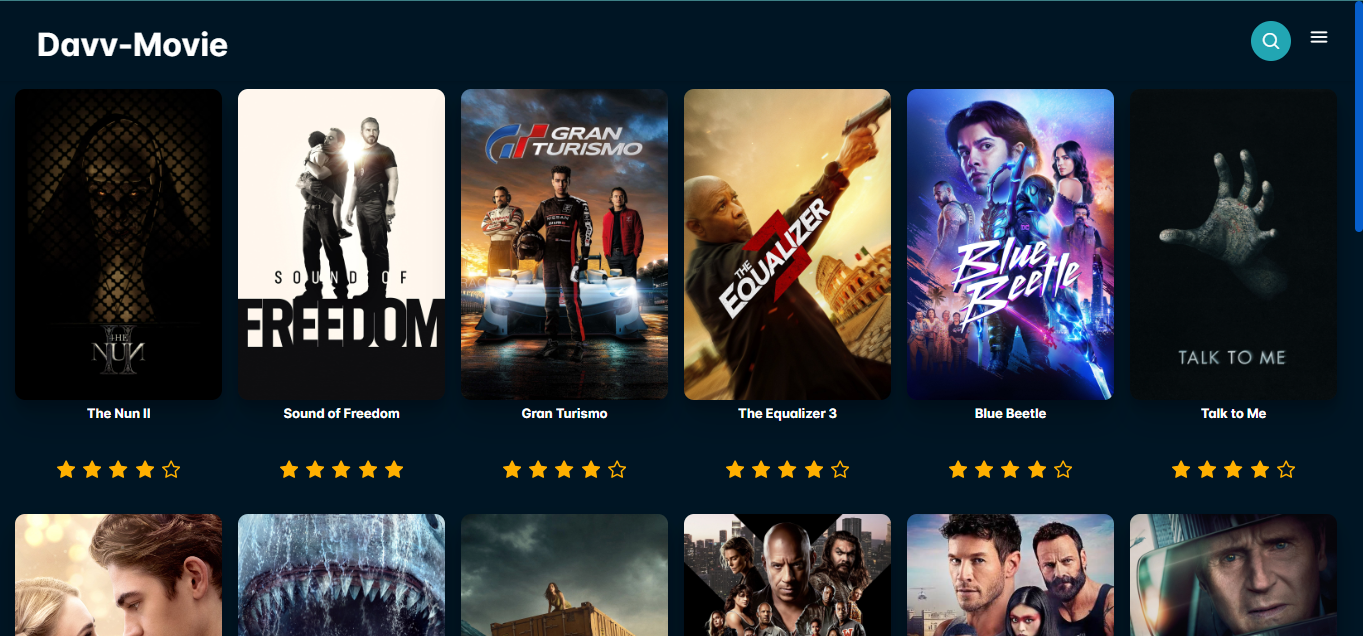 Davv-Movie
THE
NUN
II
SOUND OF
FREEDOM
GRAN
TURISMO
THE
EQUALIZER
3
Blue
Beetle
TALK TO ME
The Nun II
Sound of Freedom
Gran Turismo
The Equalizer 3
Blue Beetle
Talk to Me